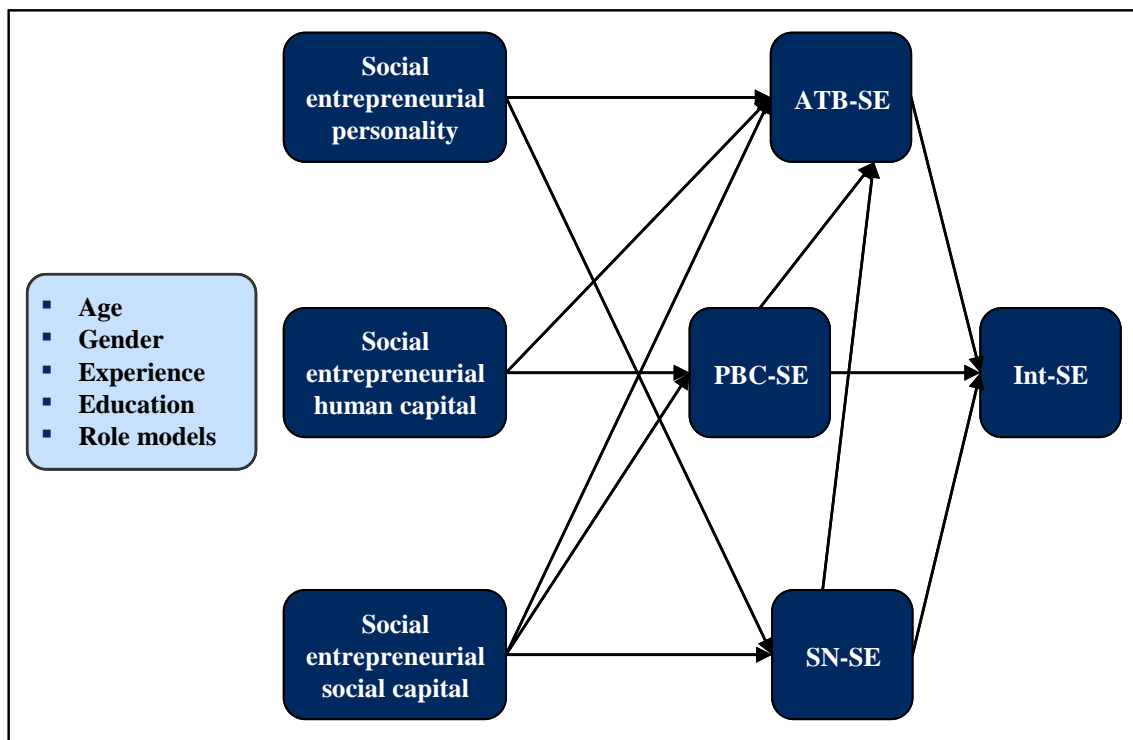 Social
entrepreneurial
personality
ATB-SE
▪ Age
▪ Gender
▪ Experience
▪ Education
▪ Role models
Social
entrepreneurial
human capital
PBC-SE
Int-SE
Social
entrepreneurial
social capital
SN-SE